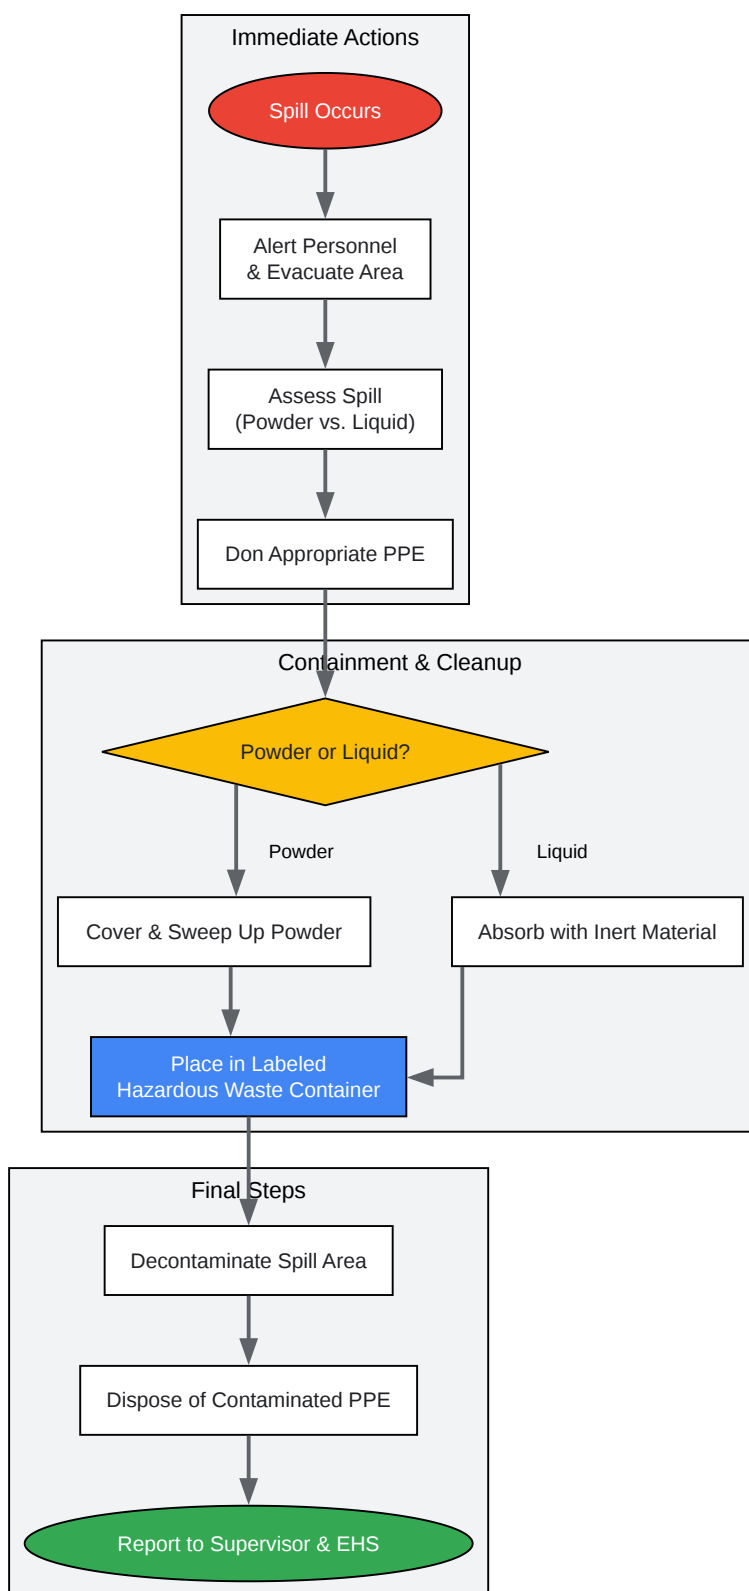 Immediate Actions
Spill Occurs
Alert Personnel
& Evacuate Area
Assess Spill
(Powder vs. Liquid)
Don Appropriate PPE
Containment & Cleanup
Powder or Liquid?
Powder
Liquid
Cover & Sweep Up Powder
Absorb with Inert Material
Place in Labeled
Hazardous Waste Container
Final Steps
Decontaminate Spill Area
Dispose of Contaminated PPE
Report to Supervisor & EHS